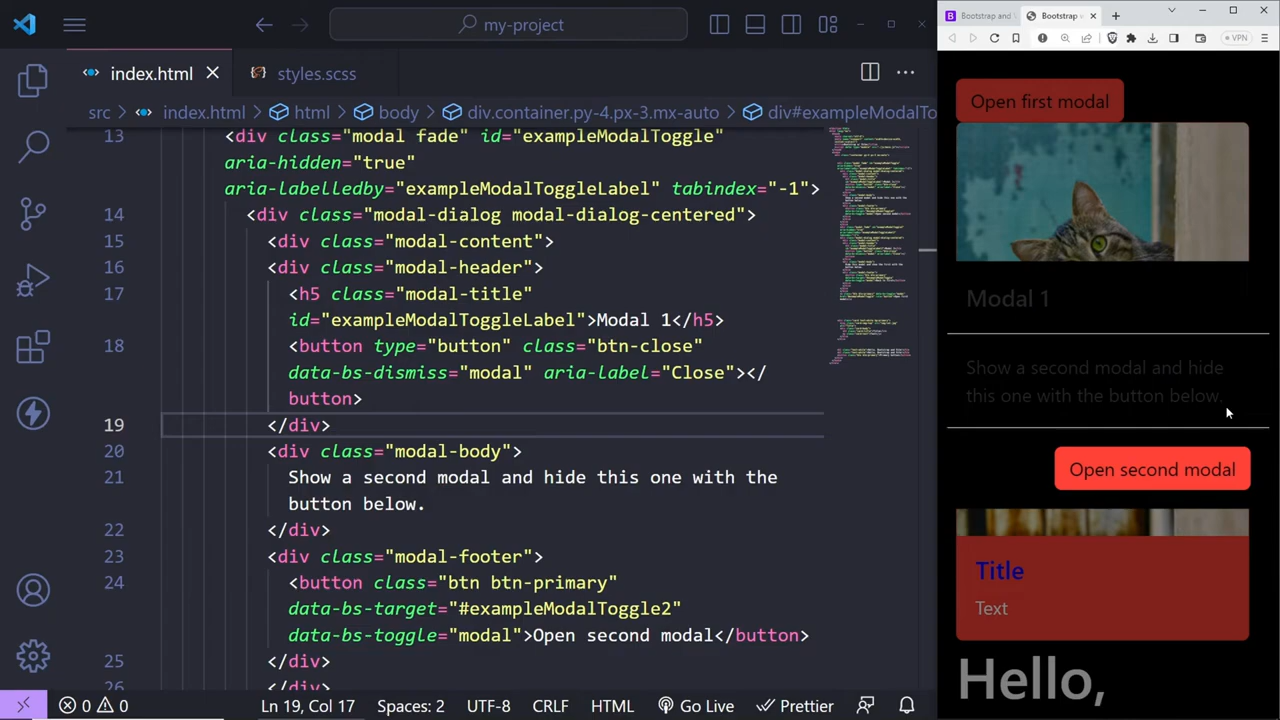 my-project
index.html
styles.scss
src > index.html > html > body > div.container.py-4.px-3.mx-auto > div#exampleModalTo
13 <div class="modal fade" id="exampleModalToggle"
aria-hidden="true"
aria-labelledby="exampleModalToggleLabel" tabindex="-1">
14 <div class="modal-dialog modal-dialog-centered">
15 <div class="modal-content">
16 <div class="modal-header">
17 <h5 class="modal-title"
id="exampleModalToggleLabel">Modal 1</h5>
18 <button type="button" class="btn-close"
data-bs-dismiss="modal" aria-label="Close"></
button>
19 </div>
20 <div class="modal-body">
21 Show a second modal and hide this one with the
button below.
22 </div>
23 <div class="modal-footer">
24 <button class="btn btn-primary"
data-bs-target="#exampleModalToggle2"
data-bs-toggle="modal">Open second modal</button>
25 </div>
26 </div>
0 0
Ln 19, Col 17
Spaces: 2
UTF-8
CRLF
HTML
Go Live
Prettier
Bootstrap and
Bootstrap
VPN
Open first modal
Modal 1
Show a second modal and hide
this one with the button below.
Open second modal
Title
Text
Hello,